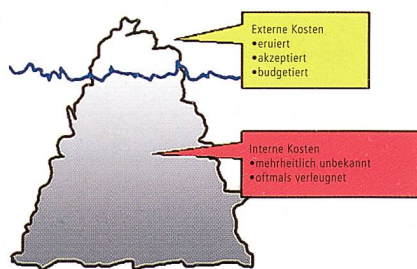 Externe Kosten
•eruiert
•akzeptiert
•budgetiert
Interne Kosten
•mehrheitlich unbekannt
•oftmals verleugnet